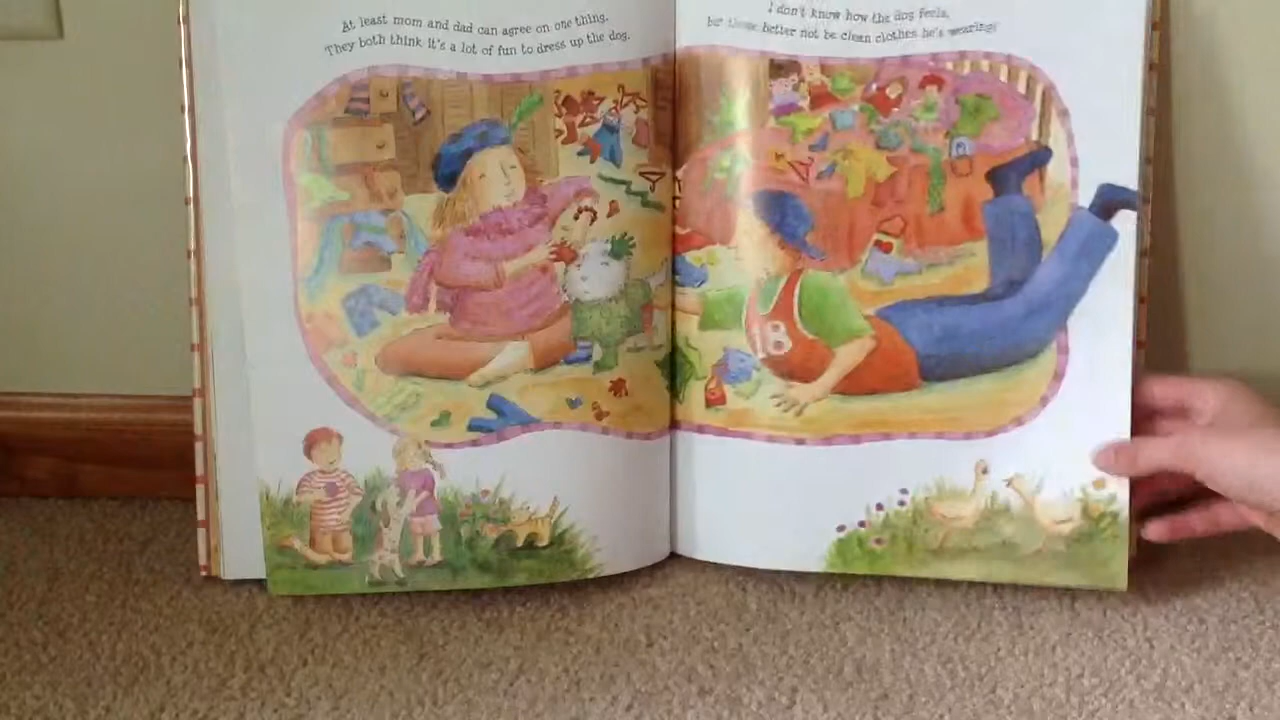 At least mom and dad can agree on one thing.
They both think it's a lot of fun to dress up the dog.
I don't know how the dog feels,
but those better not be clean clothes he's wearing!
8